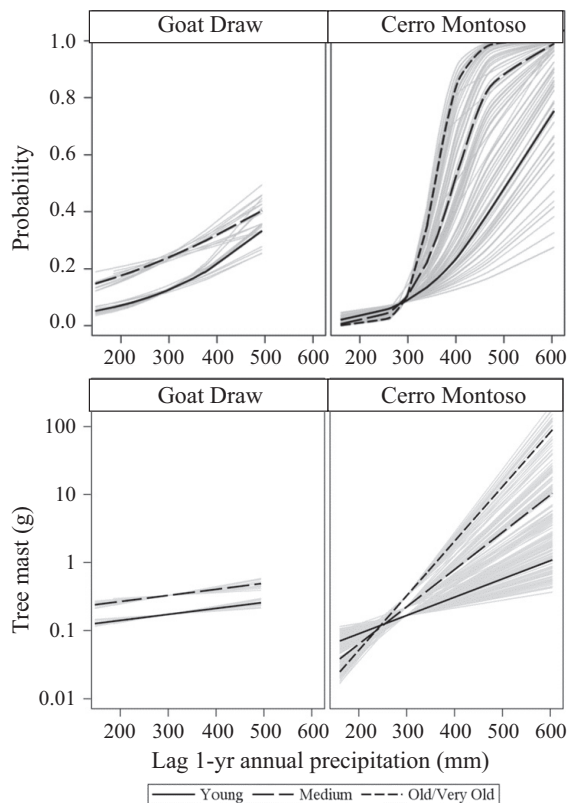 Goat Draw Cerro Montoso
Probability
1.0
0.8
0.6
0.4
0.2
0.0
200 300 400 500 600 200 300 400 500 600
Goat Draw Cerro Montoso
Tree mast (g)
100
10
1
0.1
0.01
200 300 400 500 600 200 300 400 500 600
Lag 1-yr annual precipitation (mm)
Young Medium Old/Very Old